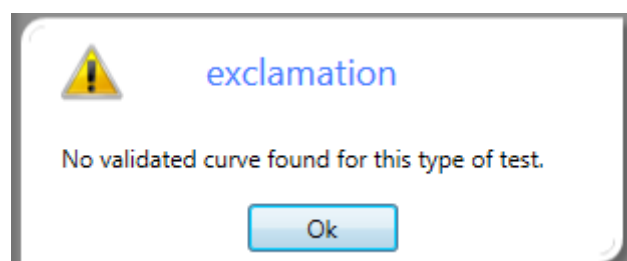 exclamation
No validated curve found for this type of test.
Ok